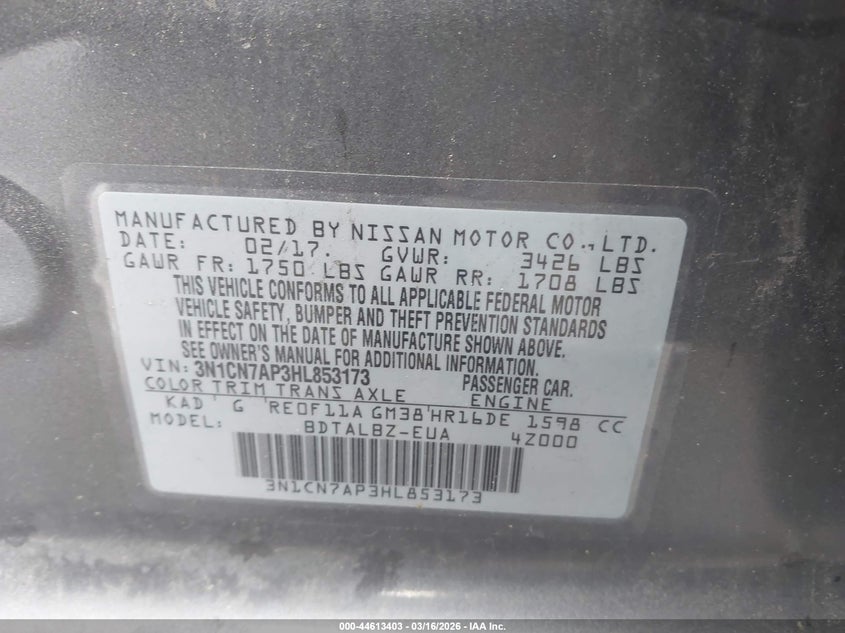 MANUFACTURED BY NISSAN MOTOR CO., LTD.
DATE: 02/17. GVWR: 3426 LBS
GAWR FR: 1750 LBS GAWR RR: 1708 LBS
THIS VEHICLE CONFORMS TO ALL APPLICABLE FEDERAL MOTOR
VEHICLE SAFETY, BUMPER AND THEFT PREVENTION STANDARDS
IN EFFECT ON THE DATE OF MANUFACTURE SHOWN ABOVE.
SEE OWNER'S MANUAL FOR ADDITIONAL INFORMATION.
VIN: 3N1CN7AP3HL853173 PASSENGER CAR.
COLOR TRIM TRANS AXLE ENGINE
KAD ' G 'RE0F11A GM38'HR16DE 1598 CC
MODEL: BDTALBZ-EUA 4Z000
3N1CN7AP3HL853173
000-44613403 - 03/16/2026 - IAA Inc.